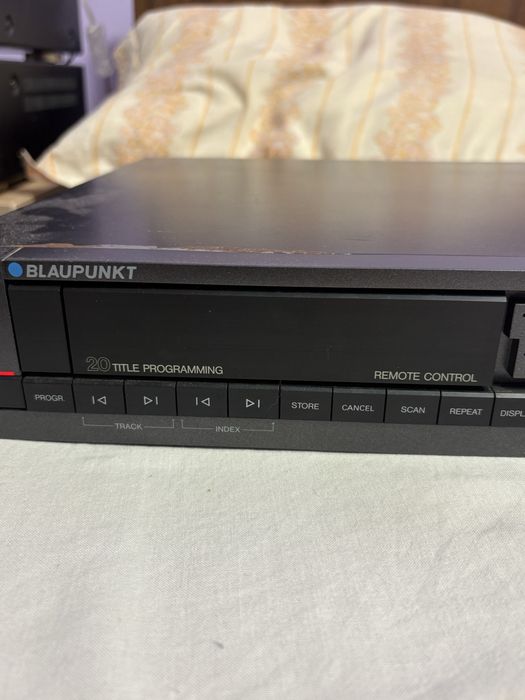 BLAUPUNKT
20 TITLE PROGRAMMING
REMOTE CONTROL
PROGR. STORE CANCEL SCAN REPEAT
TRACK INDEX